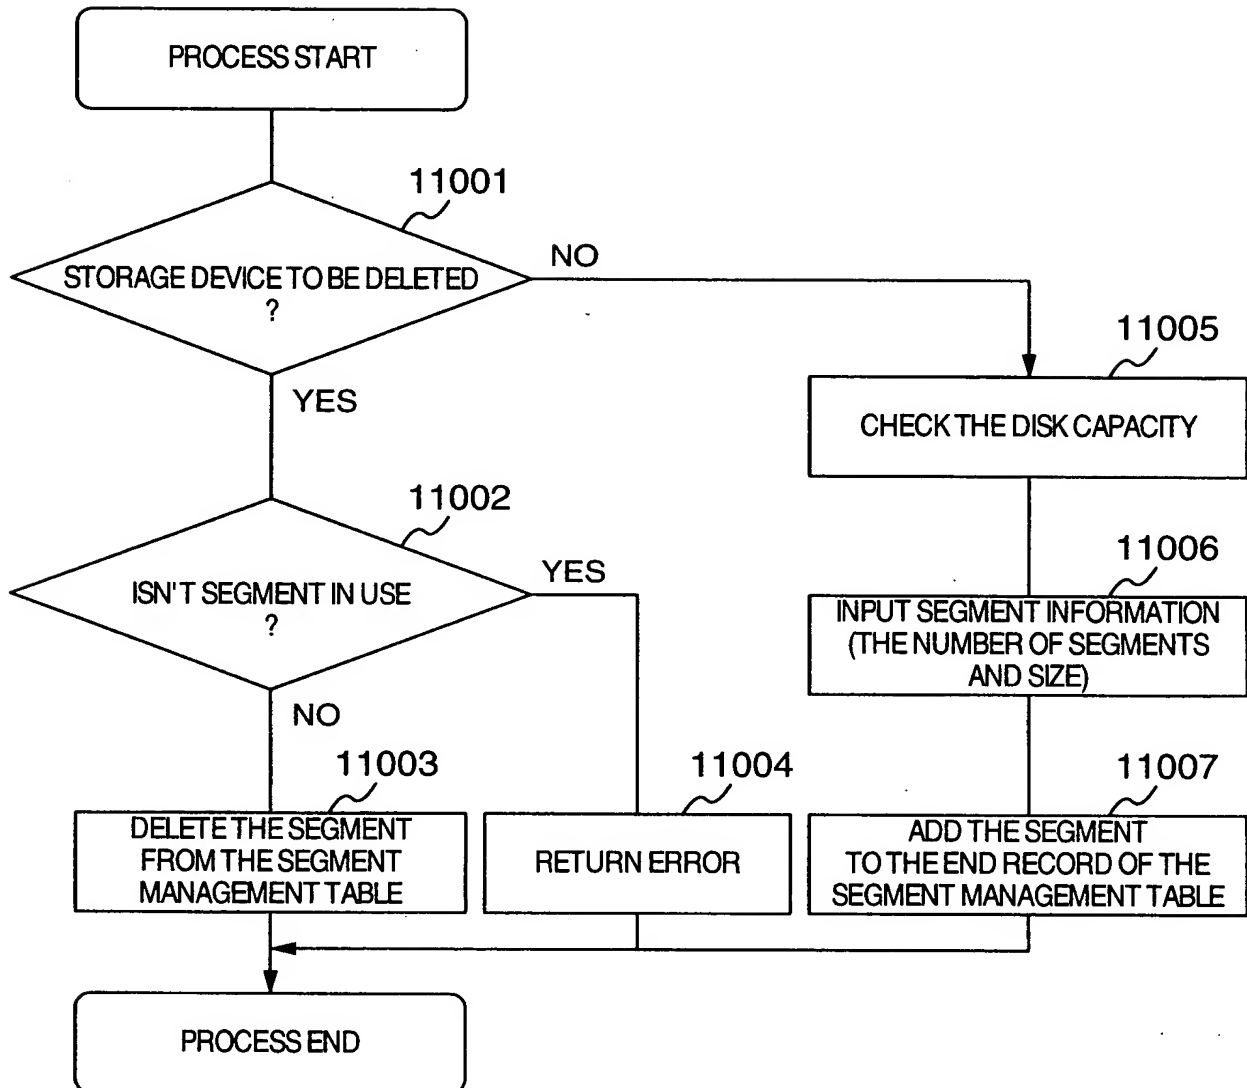 PROCESS START
11001
STORAGE DEVICE TO BE DELETED
?
NO
YES
11005
CHECK THE DISK CAPACITY
11002
ISN'T SEGMENT IN USE
?
YES
NO
11006
INPUT SEGMENT INFORMATION
(THE NUMBER OF SEGMENTS
AND SIZE)
11003
DELETE THE SEGMENT
FROM THE SEGMENT
MANAGEMENT TABLE
11004
RETURN ERROR
11007
ADD THE SEGMENT
TO THE END RECORD OF THE
SEGMENT MANAGEMENT TABLE
PROCESS END